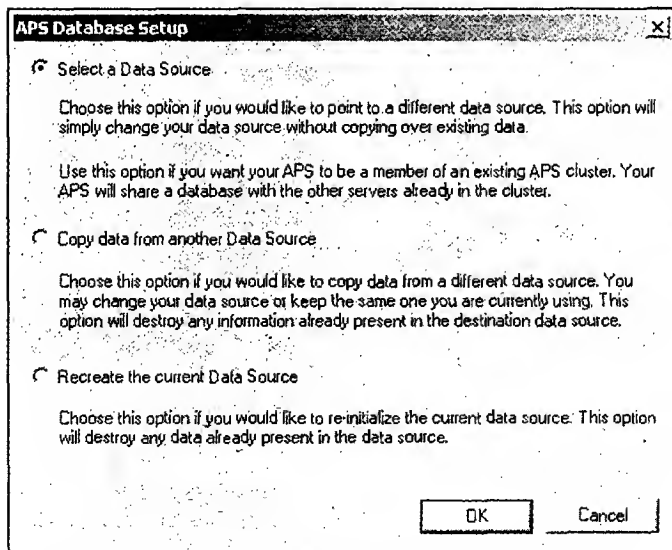 APS Database Setup
Select a Data Source
Choose this option if you would like to point to a different data source. This option will
simply change your data source without copying over existing data.
Use this option if you want your APS to be a member of an existing APS cluster. Your
APS will share a database with the other servers already in the cluster.
Copy data from another Data Source
Choose this option if you would like to copy data from a different data source. You
may change your data source or keep the same one you are currently using. This
option will destroy any information already present in the destination data source.
Recreate the current Data Source
Choose this option if you would like to re-initialize the current data source. This option
will destroy any data already present in the data source.
OK Cancel